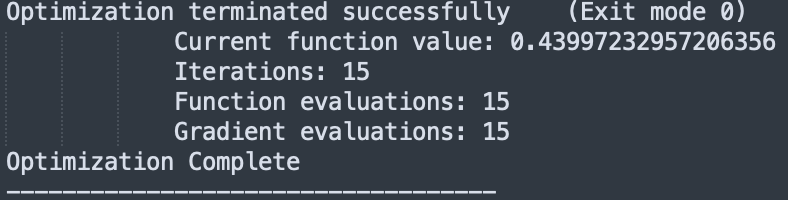 Optimization terminated successfully    (Exit mode 0)
            Current function value: 0.43997232957206356
            Iterations: 15
            Function evaluations: 15
            Gradient evaluations: 15
Optimization Complete
-----------------------------------